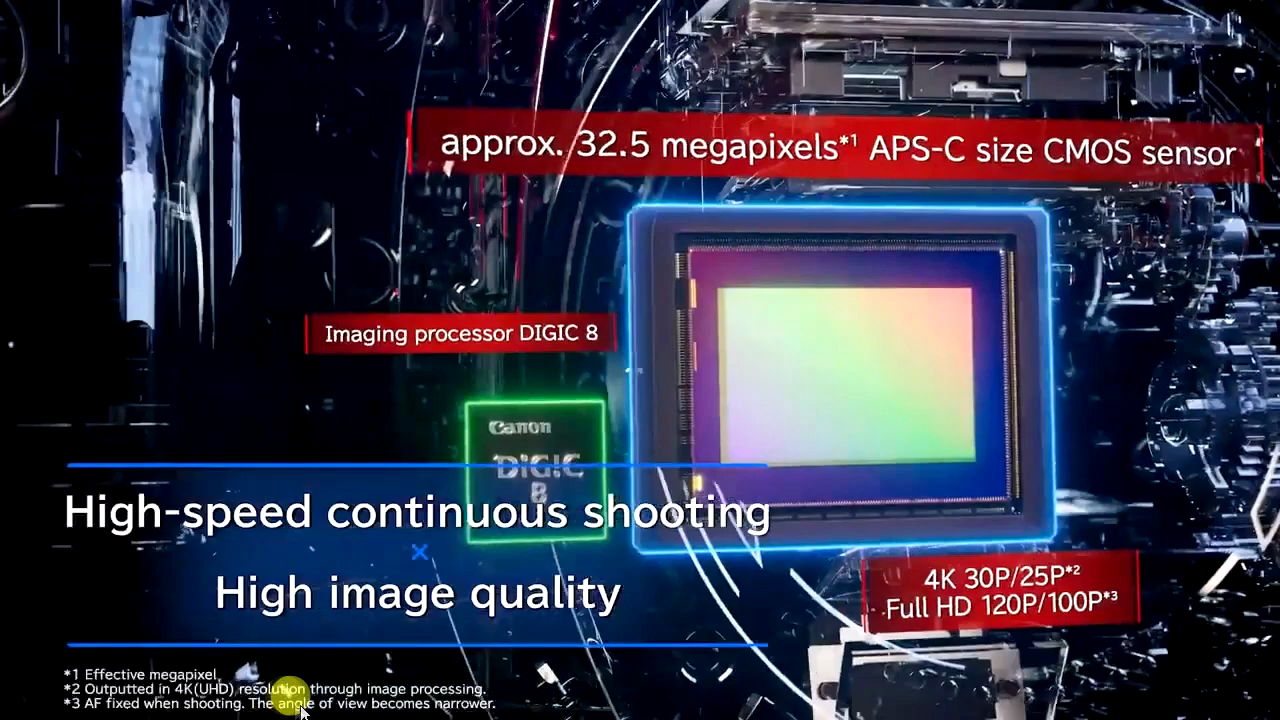 approx. 32.5 megapixels*1 APS-C size CMOS sensor
Imaging processor DIGIC 8
Canon
DIGIC
8
High-speed continuous shooting
×
High image quality
4K 30P/25P*2
Full HD 120P/100P*3
*1 Effective megapixel.
*2 Outputted in 4K(UHD) resolution through image processing.
*3 AF fixed when shooting. The angle of view becomes narrower.